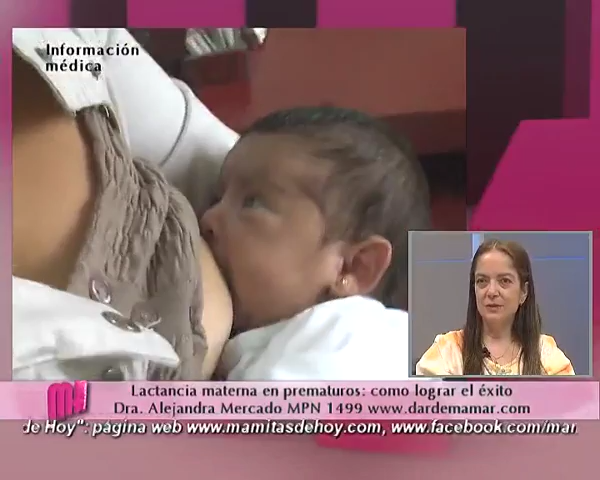 Información
médica
M!
Lactancia materna en prematuros: como lograr el éxito
Dra. Alejandra Mercado MPN 1499 www.dardemamar.com
de Hoy": página web www.mamitasdehoy.com, www.facebook.com/mar